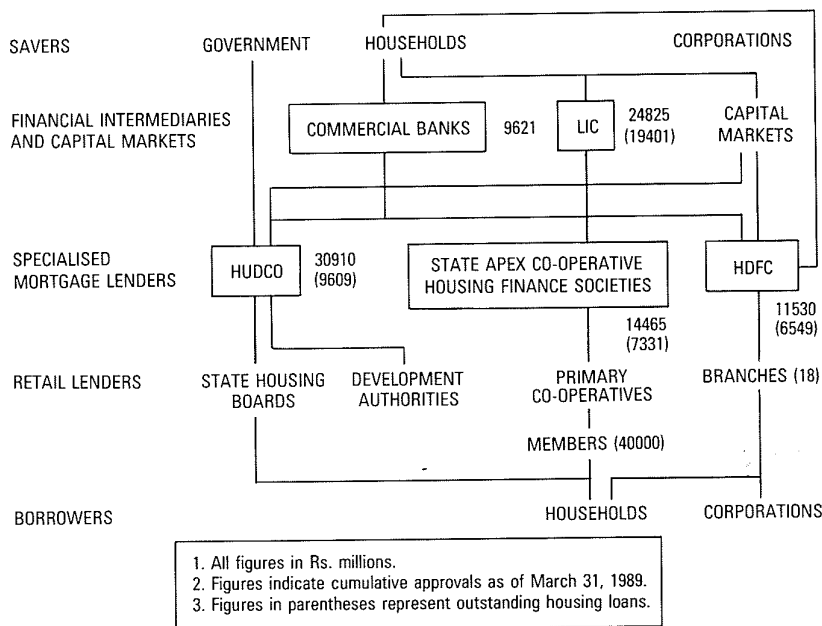 SAVERS GOVERNMENT HOUSEHOLDS CORPORATIONS
FINANCIAL INTERMEDIARIES
AND CAPITAL MARKETS
COMMERCIAL BANKS 9621
LIC
24825
(19401)
CAPITAL
MARKETS
SPECIALISED
MORTGAGE LENDERS
HUDCO
30910
(9609)
STATE APEX CO-OPERATIVE
HOUSING FINANCE SOCIETIES
14465
(7331)
HDFC
11530
(6549)
RETAIL LENDERS
STATE HOUSING
BOARDS
DEVELOPMENT
AUTHORITIES
PRIMARY
CO-OPERATIVES
MEMBERS (40000)
BRANCHES (18)
BORROWERS HOUSEHOLDS CORPORATIONS
1. All figures in Rs. millions.
2. Figures indicate cumulative approvals as of March 31, 1989.
3. Figures in parentheses represent outstanding housing loans.